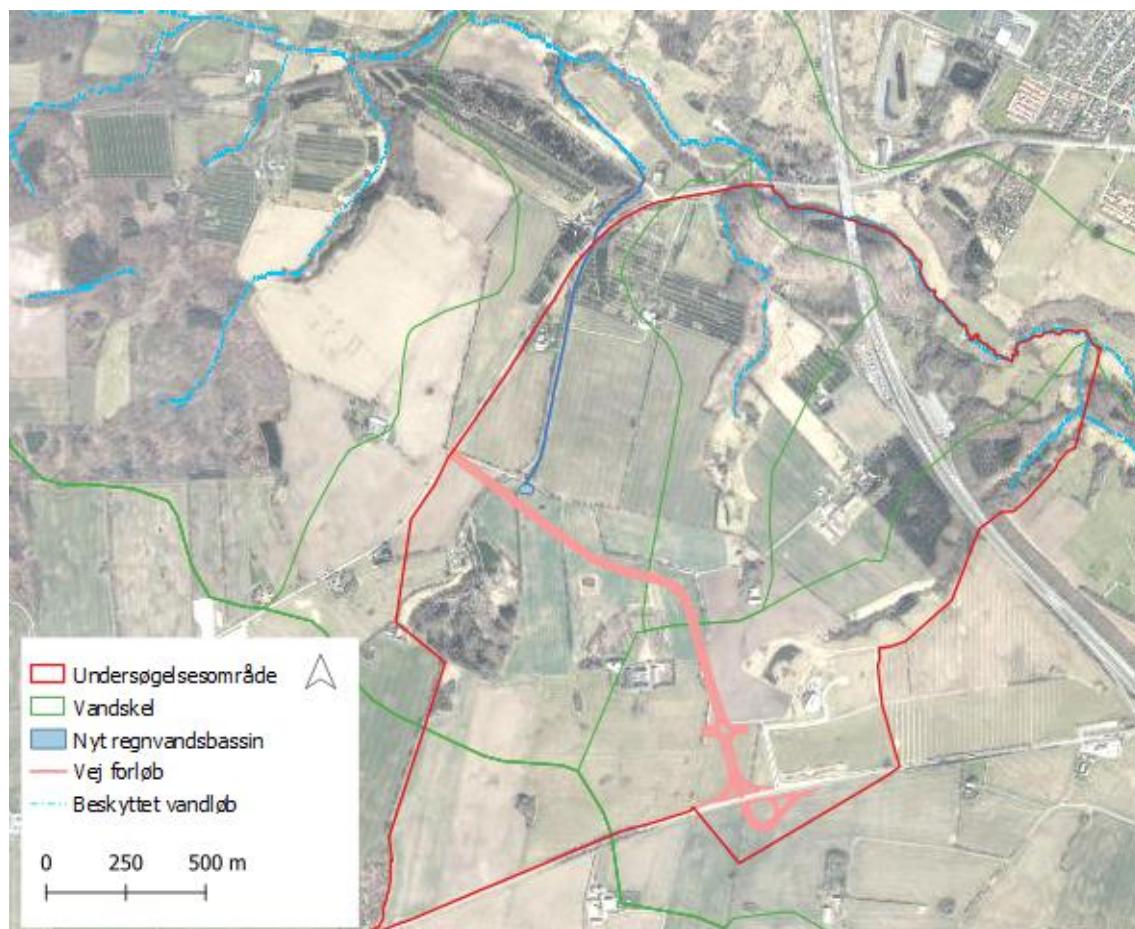 Undersøgelsesområde
Vandskel
Nyt regnvandsbassin
Vej forløb
Beskyttet vandløb
0 250 500 m